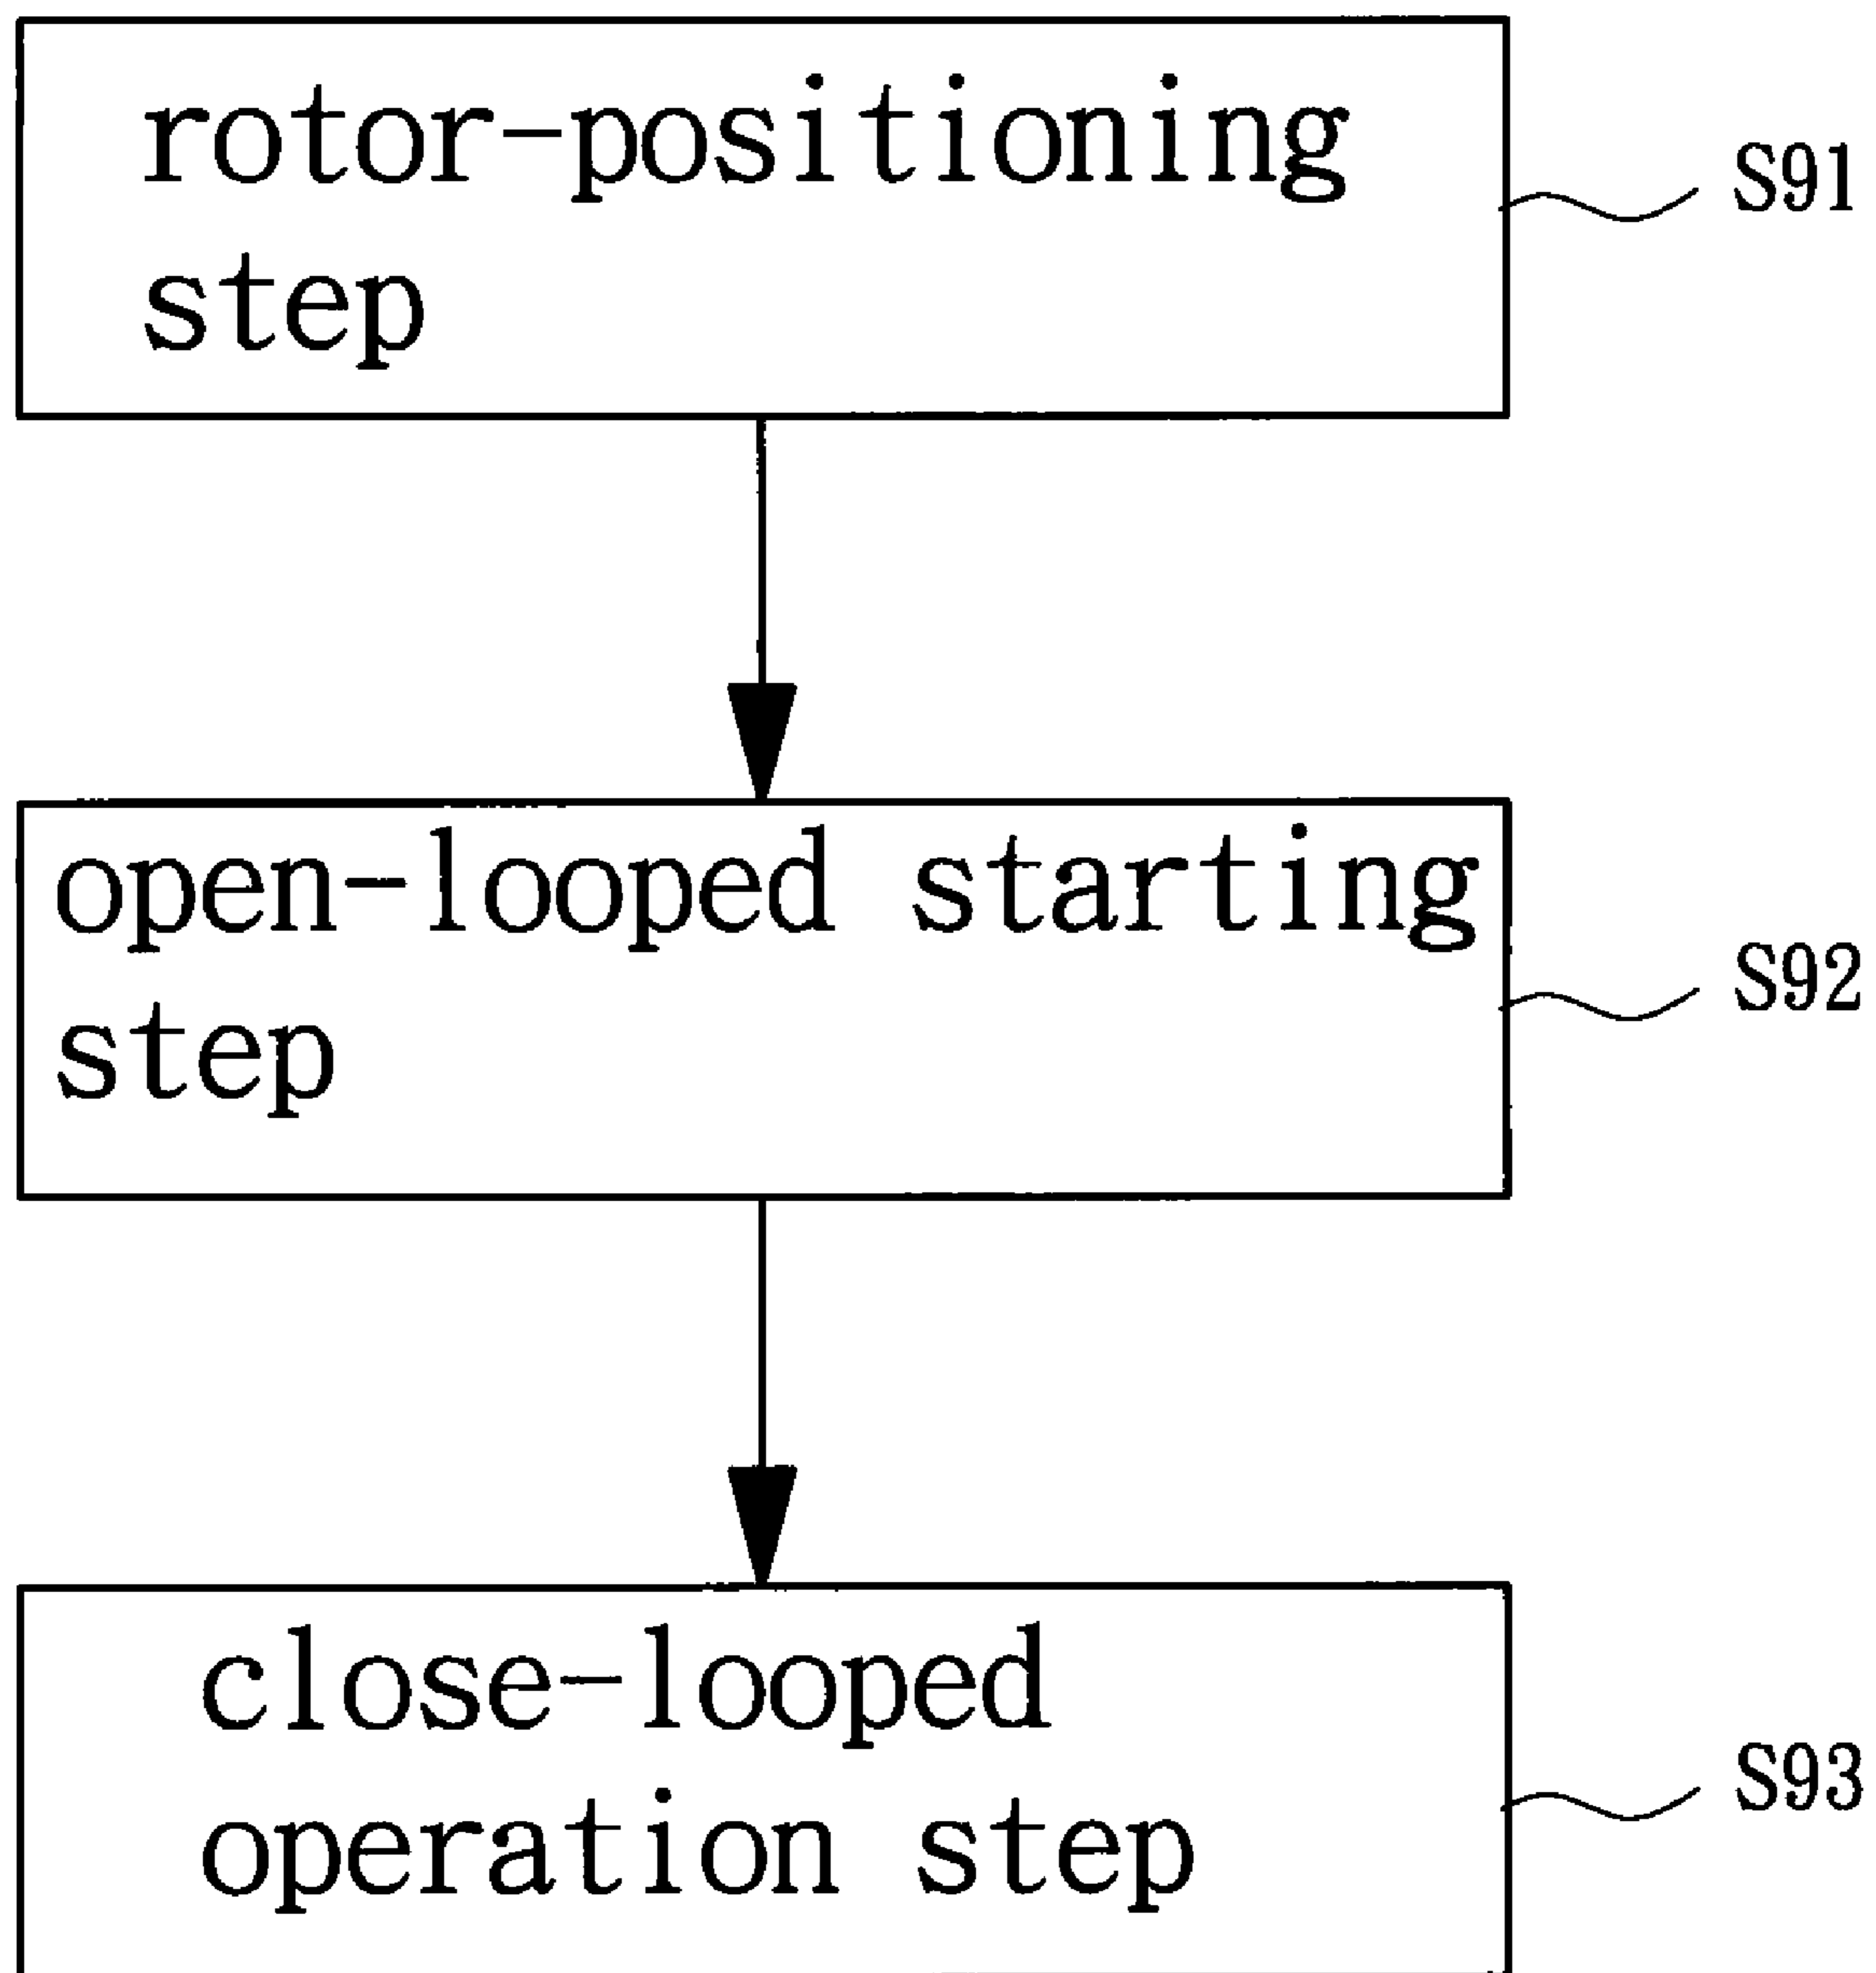 rotor-positioning
step
S91
open-looped starting
step
S92
close-looped
operation step
S93